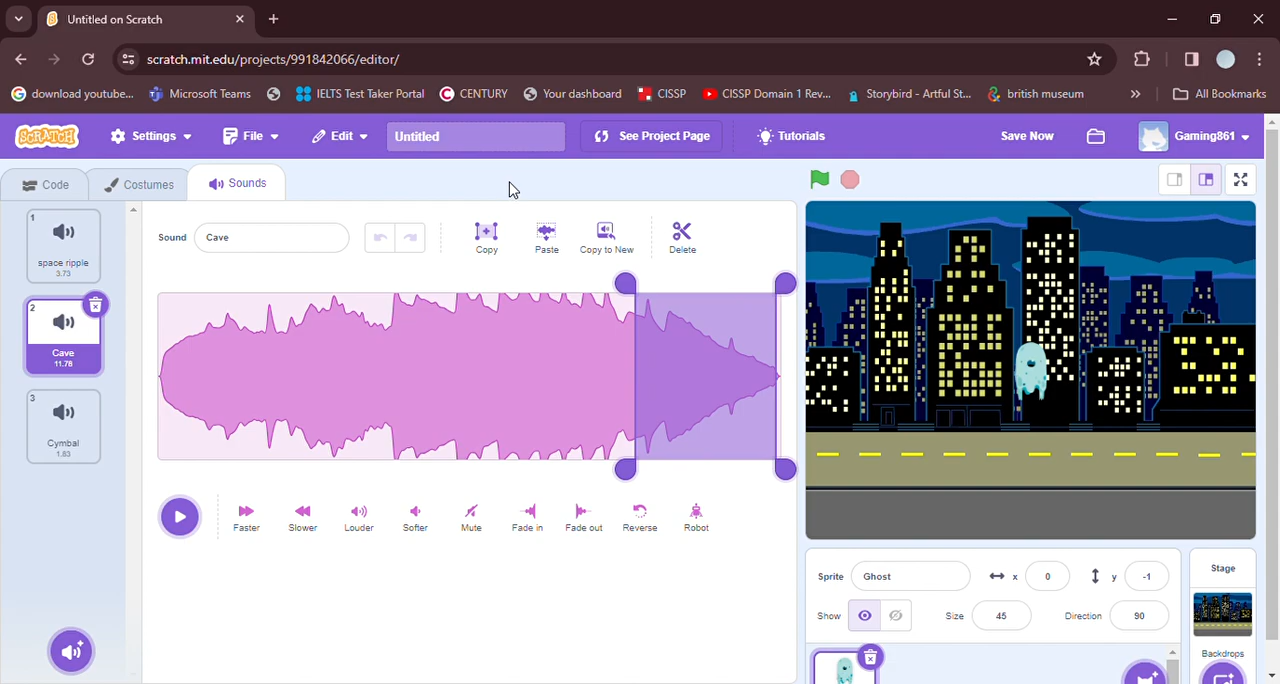 Untitled on Scratch
scratch.mit.edu/projects/991842066/editor/
download youtube... Microsoft Teams IELTS Test Taker Portal CENTURY Your dashboard CISSP CISSP Domain 1 Rev... Storybird - Artful St... british museum » All Bookmarks
SCRATCH Settings File Edit Untitled See Project Page Tutorials Save Now Gaming861
Code Costumes Sounds
1
space ripple
3.73
2
Cave
11.78
3
Cymbal
1.83
Sound Cave Copy Paste Copy to New Delete
Faster Slower Louder Softer Mute Fade in Fade out Reverse Robot
Sprite Ghost x 0 y -1
Show Size 45 Direction 90
Stage
Backdrops